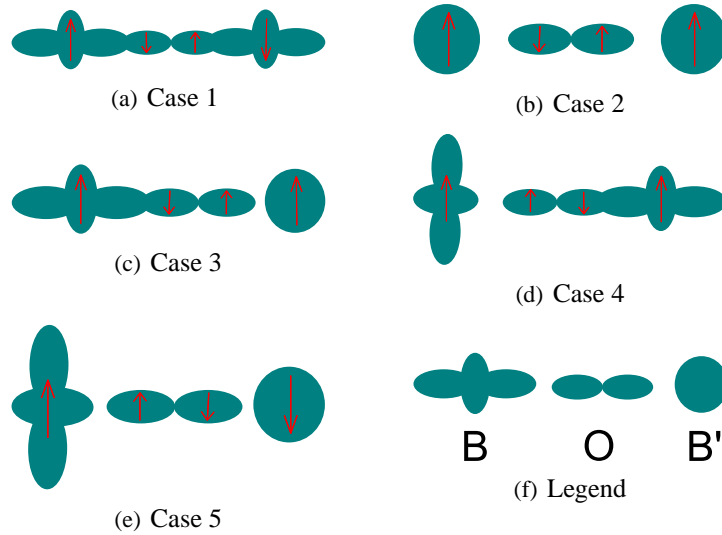 (a) Case 1
(b) Case 2
(c) Case 3
(d) Case 4
(e) Case 5
B O B'
(f) Legend